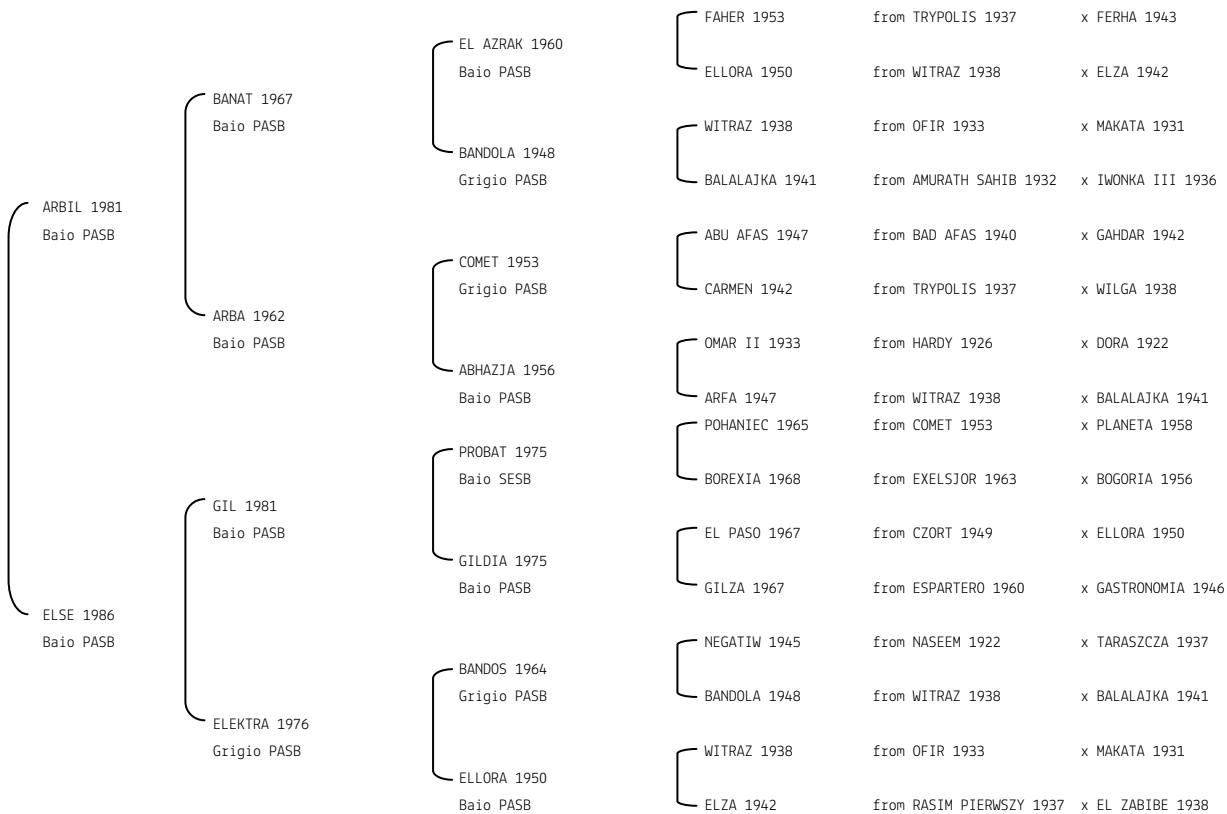 FAHER 1953 from TRYPOLIS 1937 x FERHA 1943
EL AZRAK 1960
Baio PASB
ELLORA 1950 from WITRAZ 1938 x ELZA 1942
BANAT 1967
Baio PASB
WITRAZ 1938 from OFIR 1933 x MAKATA 1931
BANDOLA 1948
Grigio PASB
BALALAJKA 1941 from AMURATH SAHIB 1932 x IWONKA III 1936
ARBIL 1981
Baio PASB
ABU AFAS 1947 from BAD AFAS 1940 x GAHDAR 1942
COMET 1953
Grigio PASB
CARMEN 1942 from TRYPOLIS 1937 x WILGA 1938
ARBA 1962
Baio PASB
OMAR II 1933 from HARDY 1926 x DORA 1922
ABHAZJA 1956
Baio PASB
ARFA 1947 from WITRAZ 1938 x BALALAJKA 1941
POHANIEC 1965 from COMET 1953 x PLANETA 1958
PROBAT 1975
Baio SESB
BOREXIA 1968 from EXELSJOR 1963 x BOGORIA 1956
GIL 1981
Baio PASB
EL PASO 1967 from CZORT 1949 x ELLORA 1950
GILDIA 1975
Baio PASB
GILZA 1967 from ESPARTERO 1960 x GASTRONOMIA 1946
ELSE 1986
Baio PASB
NEGATIW 1945 from NASEEM 1922 x TARASZCZA 1937
BANDOS 1964
Grigio PASB
BANDOLA 1948 from WITRAZ 1938 x BALALAJKA 1941
ELEKTRA 1976
Grigio PASB
WITRAZ 1938 from OFIR 1933 x MAKATA 1931
ELLORA 1950
Baio PASB
ELZA 1942 from RASIM PIERWSZY 1937 x EL ZABIBE 1938